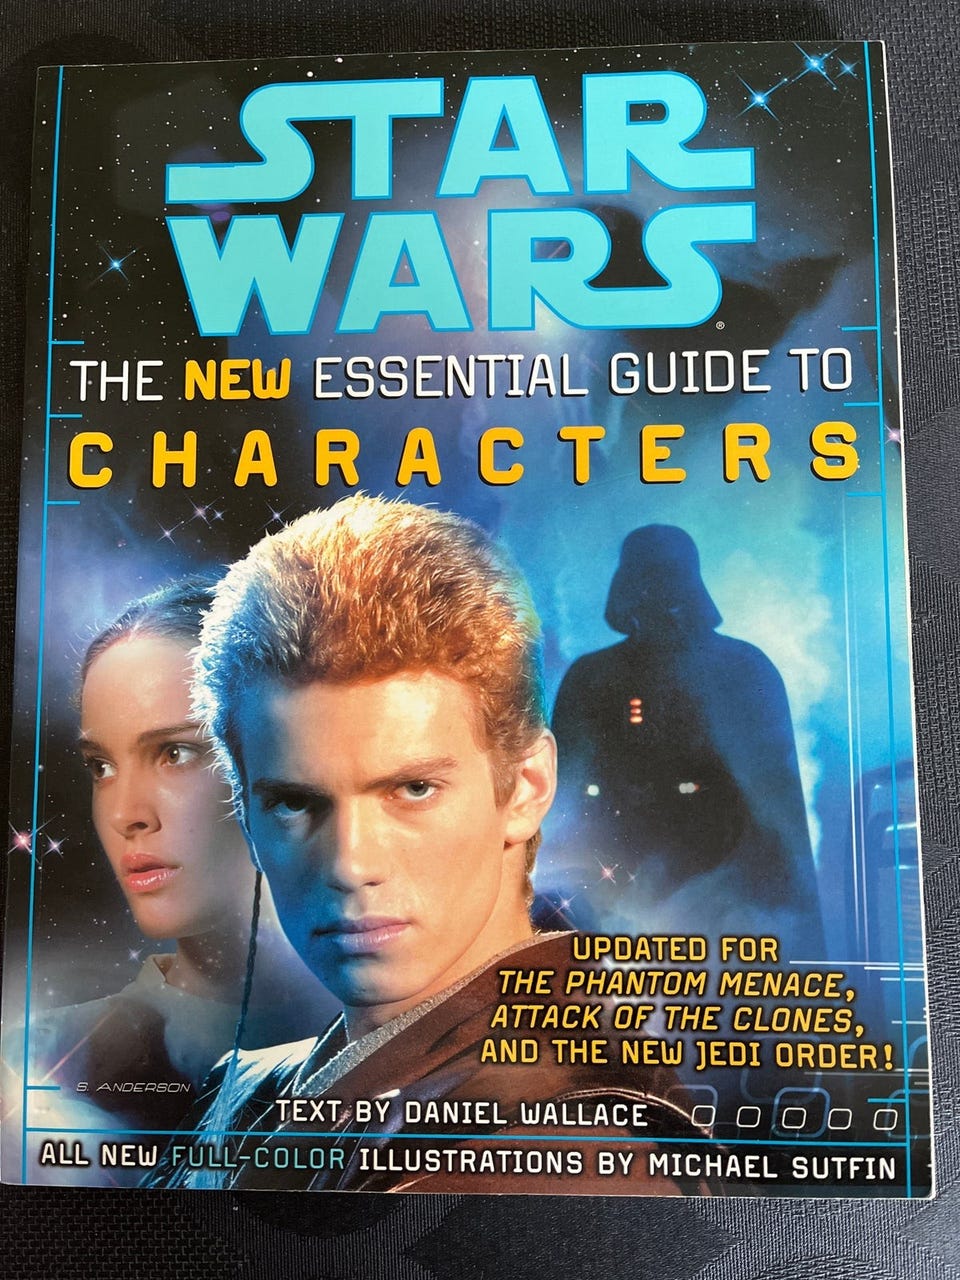 STAR
WARS®
THE NEW ESSENTIAL GUIDE TO
CHARACTERS
UPDATED FOR
THE PHANTOM MENACE,
ATTACK OF THE CLONES,
AND THE NEW JEDI ORDER!
S. ANDERSON
TEXT BY DANIEL WALLACE
ALL NEW FULL-COLOR ILLUSTRATIONS BY MICHAEL SUTFIN